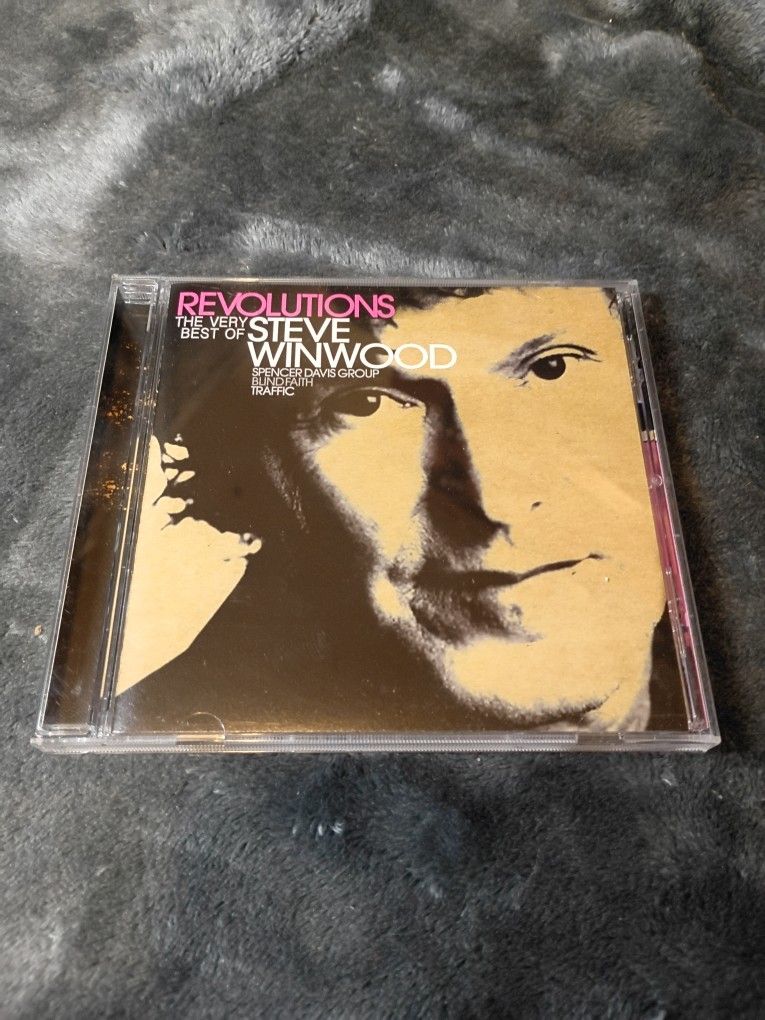 REVOLUTIONS
THE VERY
BEST OF
STEVE
WINWOOD
SPENCER DAVIS GROUP
BLIND FAITH
TRAFFIC